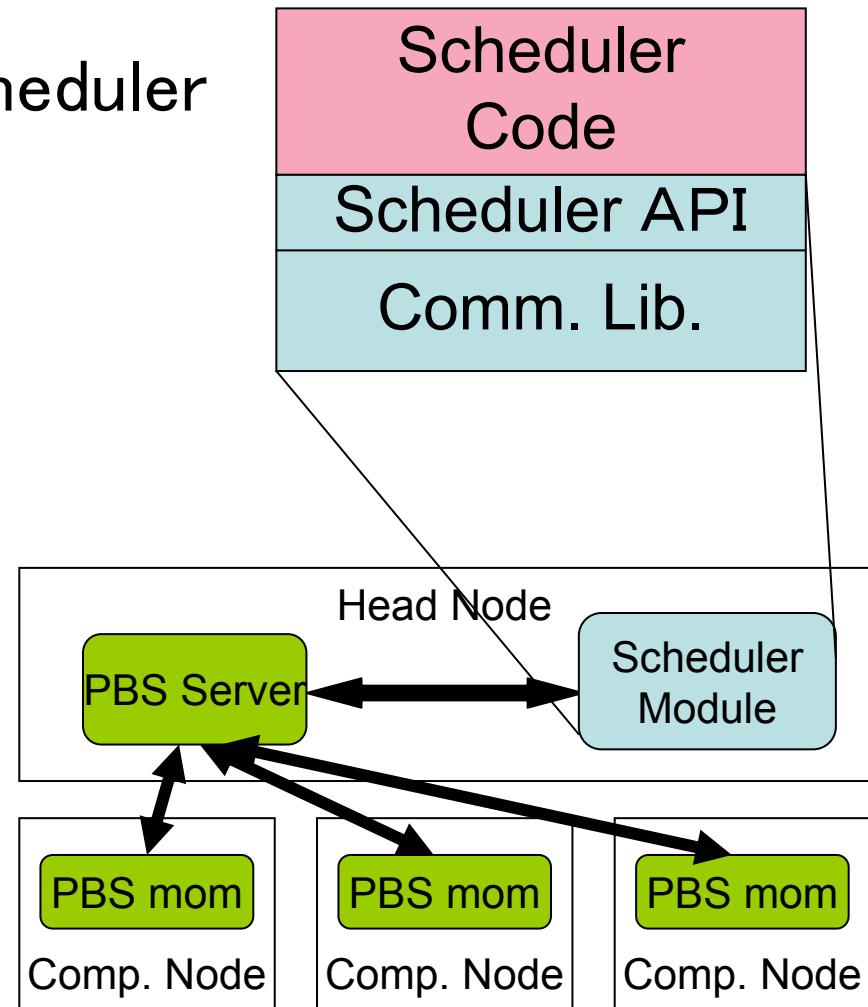 heduler
Scheduler
Code
Scheduler API
Comm. Lib.
Head Node
PBS Server
Scheduler
Module
PBS mom
PBS mom
PBS mom
Comp. Node
Comp. Node
Comp. Node